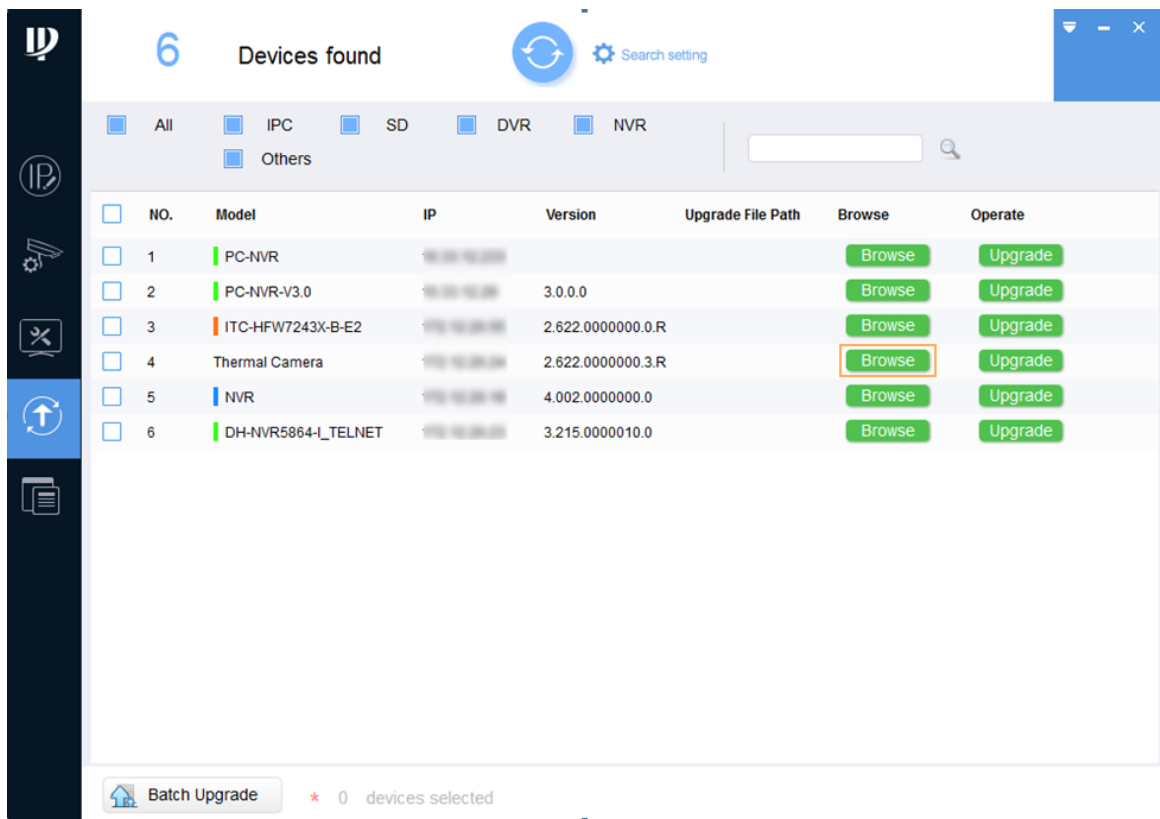 6 Devices found Search setting
All IPC SD DVR NVR
Others
NO. Model IP Version Upgrade File Path Browse Operate
1 PC-NVR Browse Upgrade
2 PC-NVR-V3.0 3.0.0.0 Browse Upgrade
3 ITC-HFW7243X-B-E2 2.622.0000000.0.R Browse Upgrade
4 Thermal Camera 2.622.0000000.3.R Browse Upgrade
5 NVR 4.002.0000000.0 Browse Upgrade
6 DH-NVR5864-I_TELNET 3.215.0000010.0 Browse Upgrade
Batch Upgrade * 0 devices selected